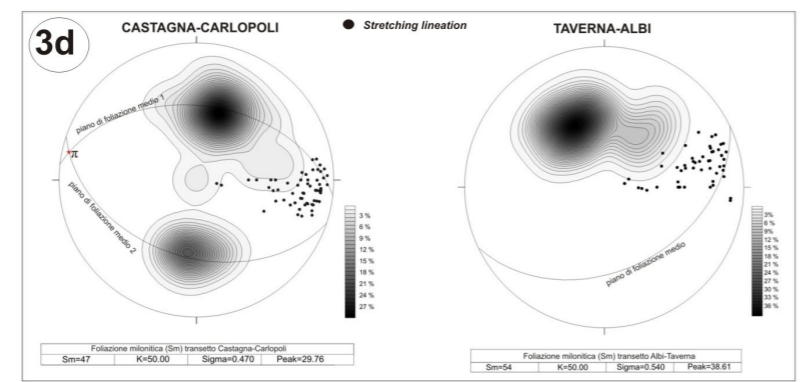 3d
CASTAGNA-CARLOPOLI
Stretching lineation
TAVERNA-ALBI
piano di foliazione medio 1
π
piano di foliazione medio 2
3 %
6 %
9 %
12 %
15 %
18 %
21 %
24 %
27 %
piano di foliazione medio
3%
6 %
9%
12 %
15 %
18 %
21 %
24 %
27 %
30 %
33 %
36 %
Foliazione milonitica (Sm) transetto Castagna-Carlopoli
Sm=47 K=50.00 Sigma=0.470 Peak=29.76
Foliazione milonitica (Sm) transetto Albi-Taverna
Sm=54 K=50.00 Sigma=0.540 Peak=38.61